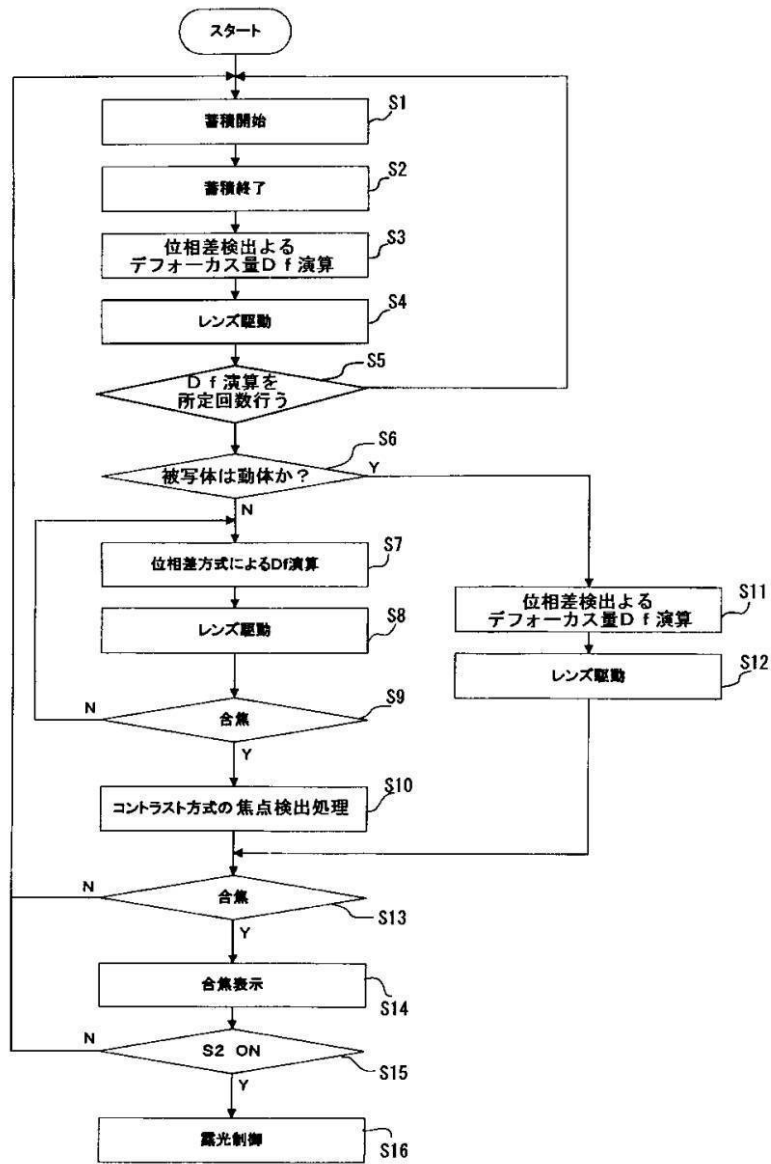 スタート
蓄積開始
S1
蓄積終了
S2
位相差検出よる
デフォーカス量Ｄｆ演算
S3
レンズ駆動
S4
Ｄｆ演算を
所定回数行う
S5
被写体は動体か？
S6
Y
N
位相差方式によるDf演算
S7
レンズ駆動
S8
位相差検出よる
デフォーカス量Ｄｆ演算
S11
レンズ駆動
S12
合焦
S9
N
Y
コントラスト方式の焦点検出処理
S10
合焦
S13
N
Y
合焦表示
S14
S2 ON
S15
N
Y
露光制御
S16